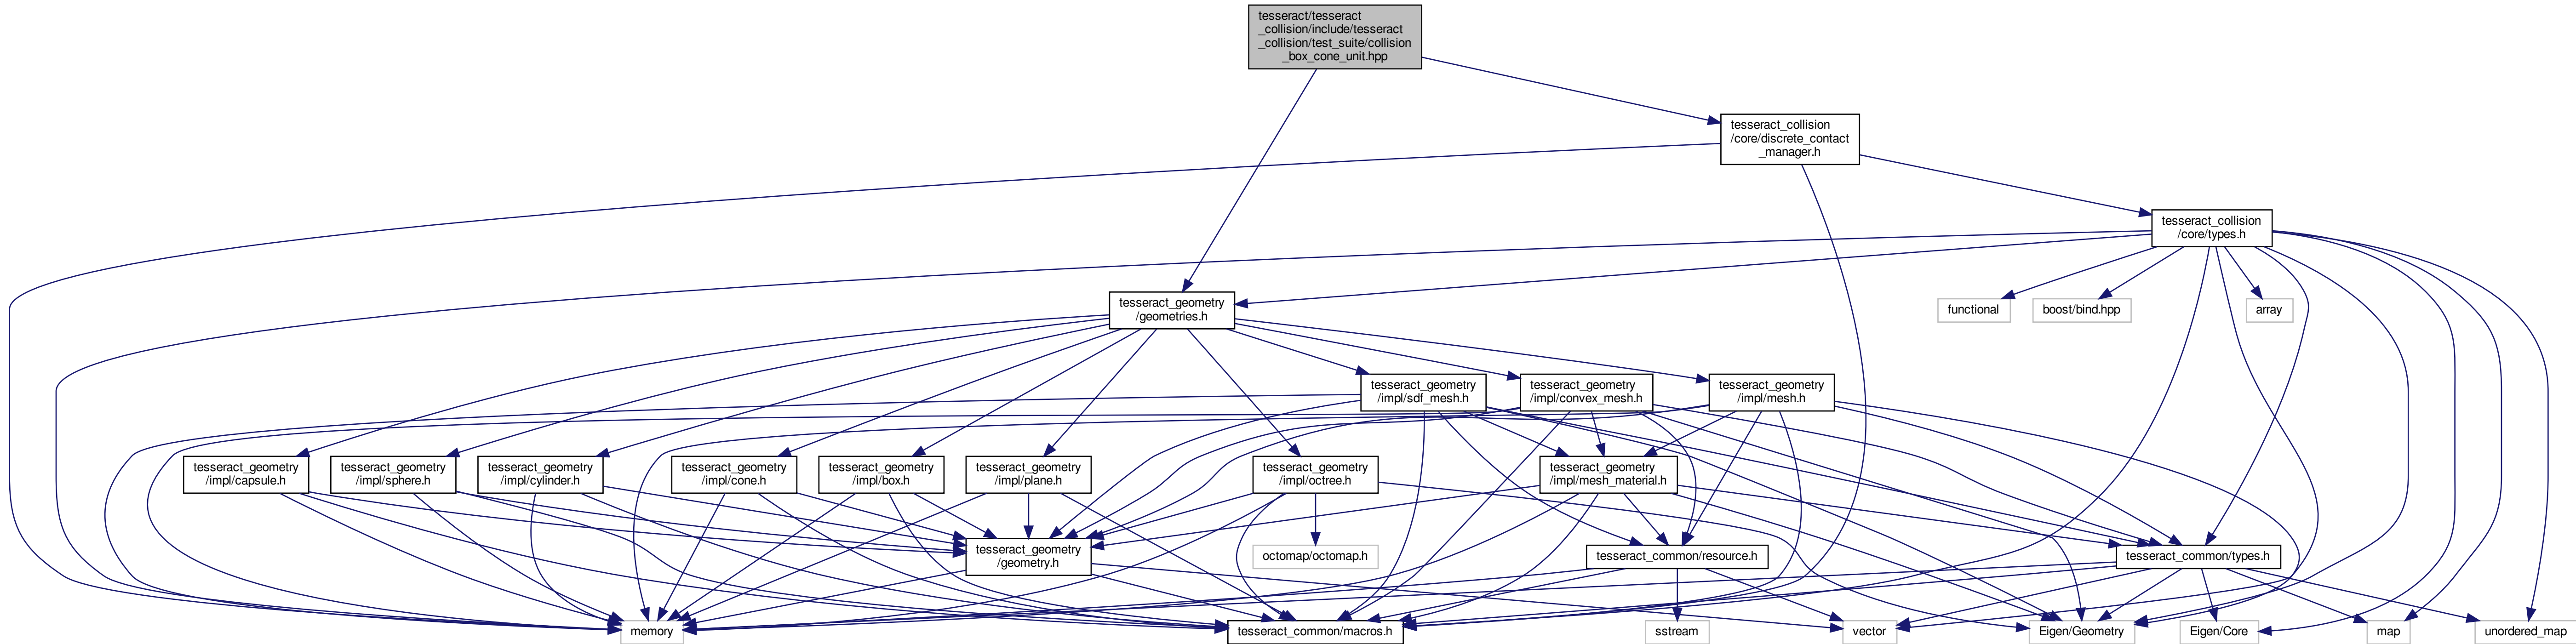 tesseract/tesseract
_collision/include/tesseract
_collision/test_suite/collision
_box_cone_unit.hpp
tesseract_collision
/core/discrete_contact
_manager.h
tesseract_collision
/core/types.h
tesseract_geometry
/geometries.h
functional
boost/bind.hpp
array
tesseract_geometry
/impl/sdf_mesh.h
tesseract_geometry
/impl/convex_mesh.h
tesseract_geometry
/impl/mesh.h
tesseract_geometry
/impl/capsule.h
tesseract_geometry
/impl/sphere.h
tesseract_geometry
/impl/cylinder.h
tesseract_geometry
/impl/cone.h
tesseract_geometry
/impl/box.h
tesseract_geometry
/impl/plane.h
tesseract_geometry
/impl/octree.h
tesseract_geometry
/impl/mesh_material.h
tesseract_geometry
/geometry.h
octomap/octomap.h
tesseract_common/resource.h
tesseract_common/types.h
memory
tesseract_common/macros.h
sstream
vector
Eigen/Geometry
Eigen/Core
map
unordered_map